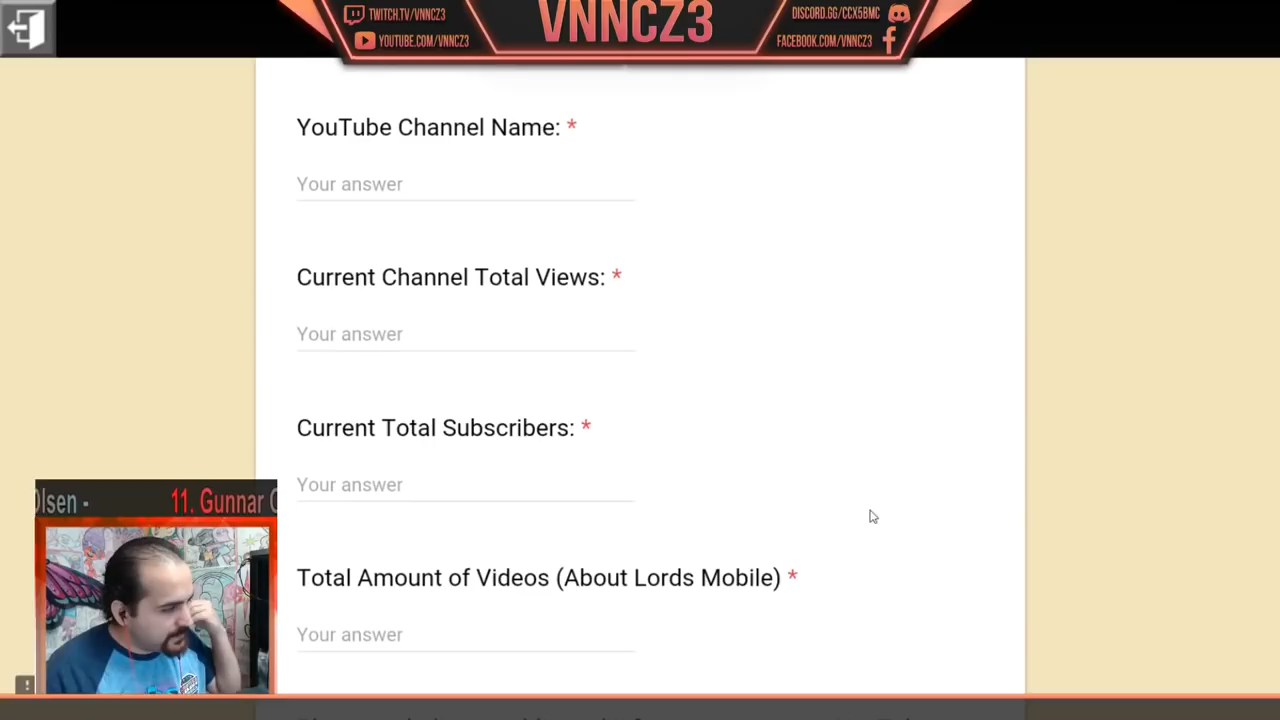 TWITCH.TV/VNNCZ3
YOUTUBE.COM/VNNCZ3
VNNCZ3
DISCORD.GG/CCX5BMC
FACEBOOK.COM/VNNCZ3
YouTube Channel Name: *
Your answer
Current Channel Total Views: *
Your answer
Current Total Subscribers: *
Your answer
Total Amount of Videos (About Lords Mobile) *
Your answer
Olsen - 11. Gunnar